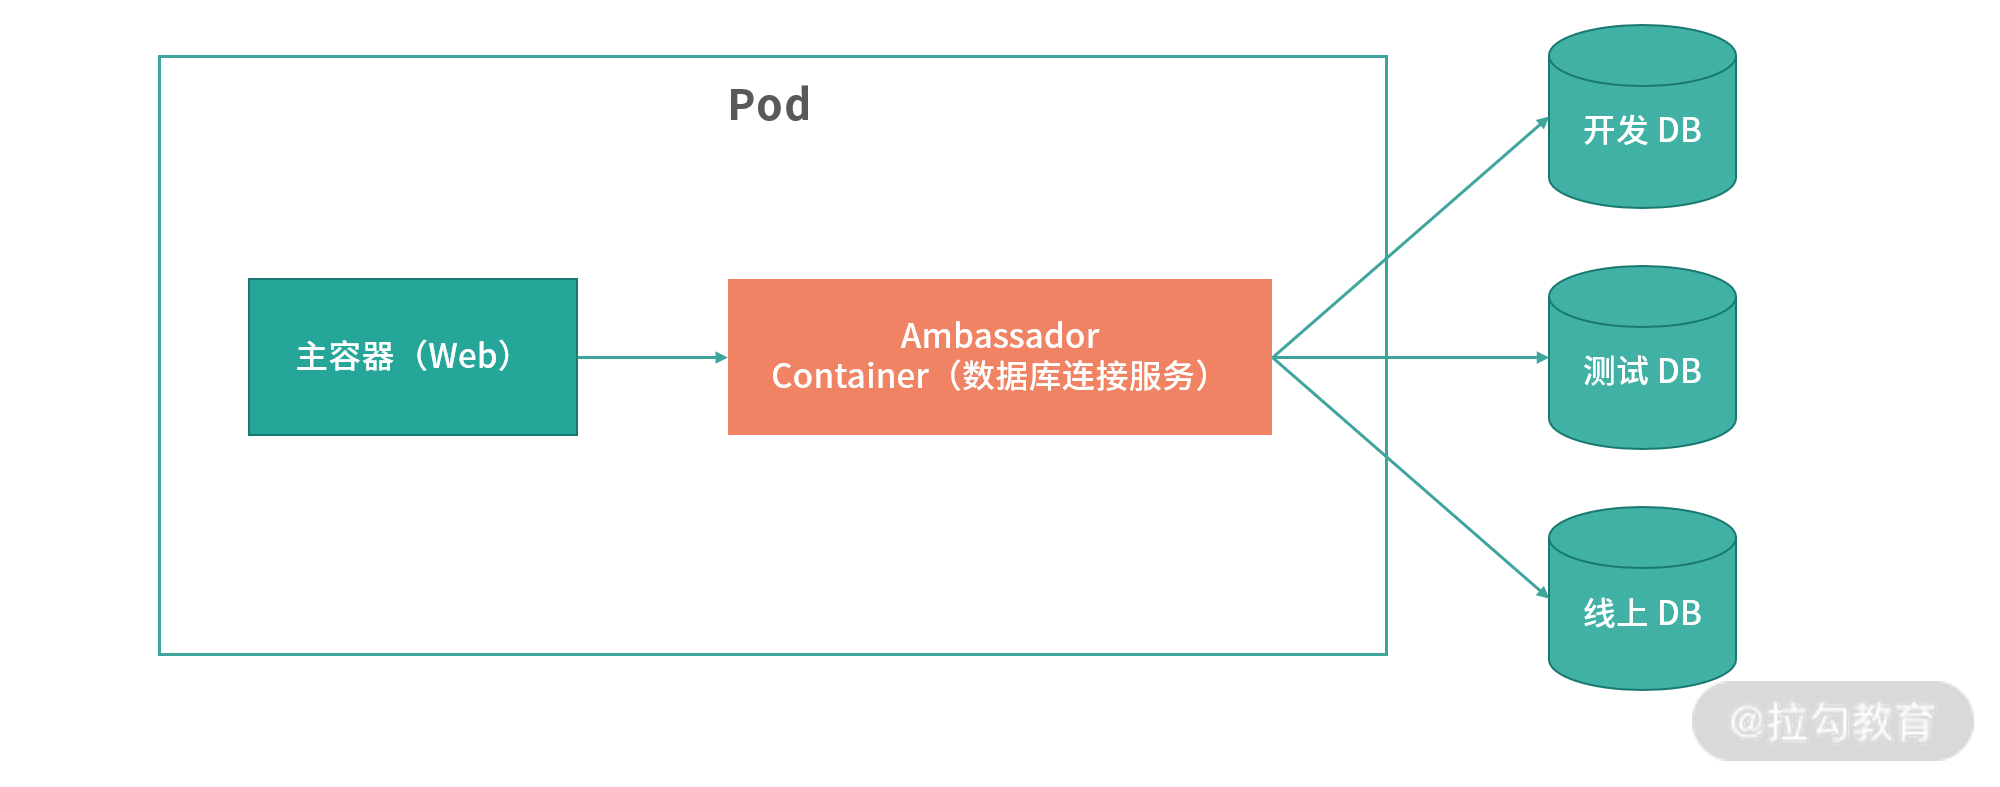 Pod
主容器（Web）
Ambassador
Container（数据库连接服务）
开发 DB
测试 DB
线上 DB
@拉勾教育